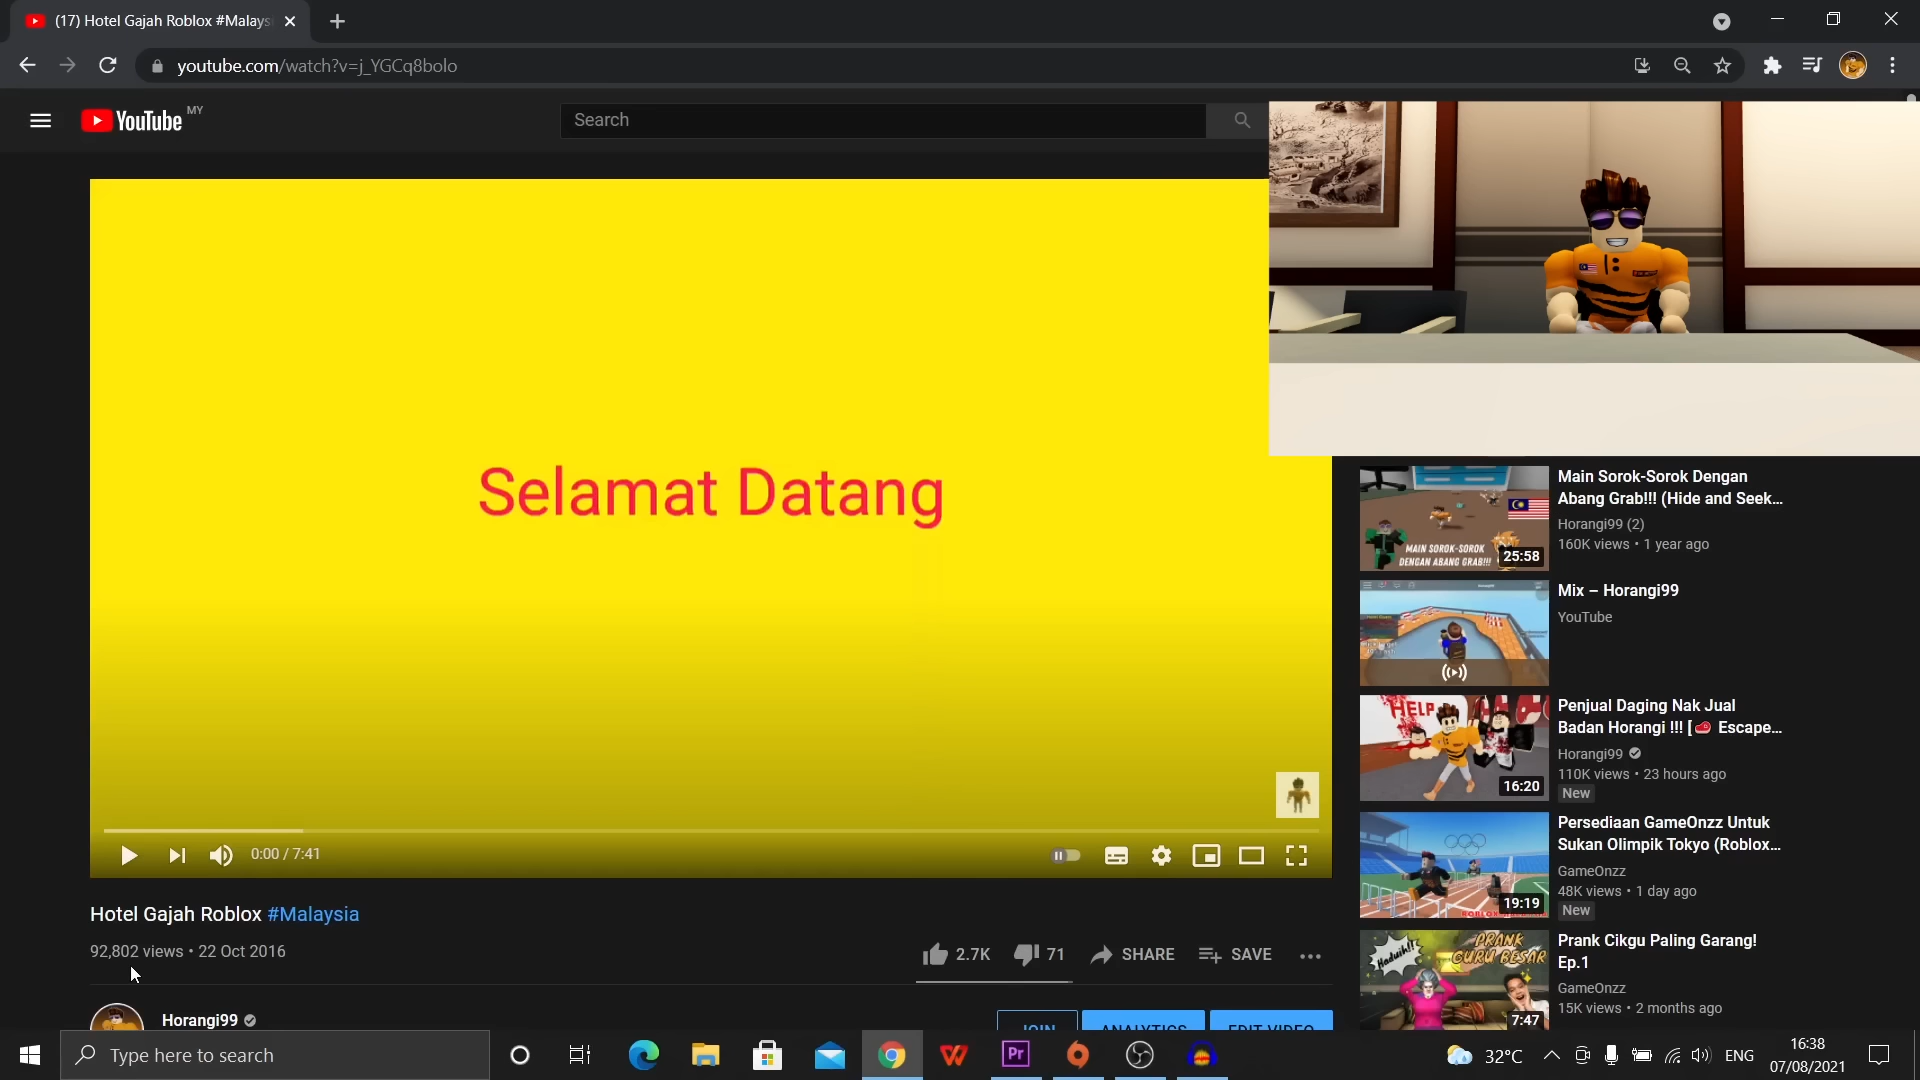 (17) Hotel Gajah Roblox #Malays
youtube.com/watch?v=j_YGCq8bolo
YouTube MY
Search
Selamat Datang
0:00 / 7:41
Hotel Gajah Roblox #Malaysia
92,802 views • 22 Oct 2016
2.7K
71
SHARE
SAVE
Horangi99
JOIN
ANALYTICS
EDIT VIDEO
MAIN SOROK-SOROK
DENGAN ABANG GRAB!!!
25:58
Main Sorok-Sorok Dengan
Abang Grab!!! (Hide and Seek...
Horangi99 (2)
160K views • 1 year ago
Mix – Horangi99
YouTube
HELP
16:20
Penjual Daging Nak Jual
Badan Horangi !!! [🥩 Escape...
Horangi99
110K views • 23 hours ago
New
19:19
Persediaan GameOnzz Untuk
Sukan Olimpik Tokyo (Roblox...
GameOnzz
48K views • 1 day ago
New
Haduih!!
PRANK
GURU BESAR
7:47
Prank Cikgu Paling Garang!
Ep.1
GameOnzz
15K views • 2 months ago
Type here to search
Pr
32°C
ENG
16:38
07/08/2021